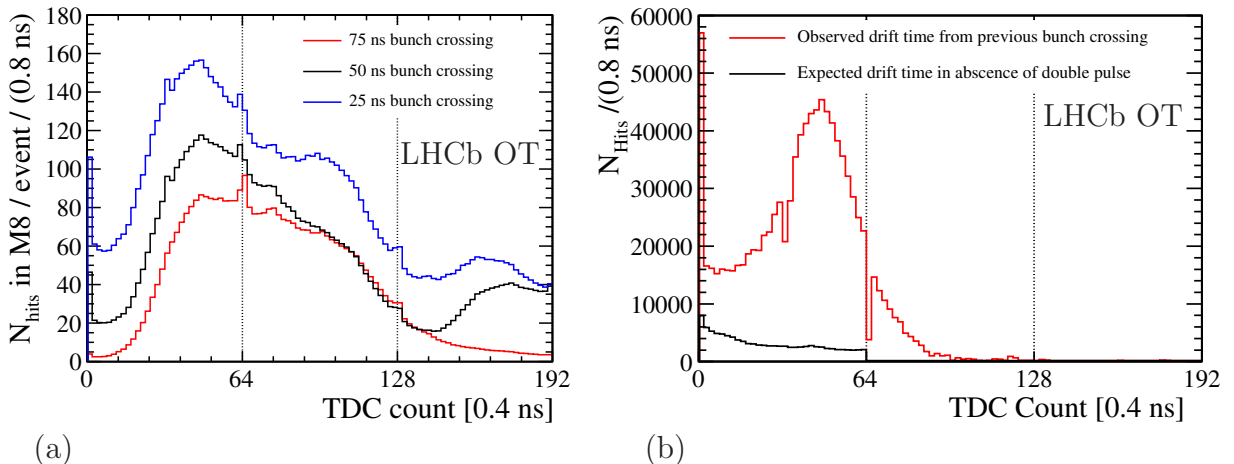 N_hits in M8 / event / (0.8 ns)
180
160
140
120
100
80
60
40
20
0
75 ns bunch crossing
50 ns bunch crossing
25 ns bunch crossing
LHCb OT
0 64 128 192
TDC count [0.4 ns]
(a)
N_Hits /(0.8 ns)
60000
50000
40000
30000
20000
10000
0
Observed drift time from previous bunch crossing
Expected drift time in abscence of double pulse
LHCb OT
0 64 128 192
TDC Count [0.4 ns]
(b)